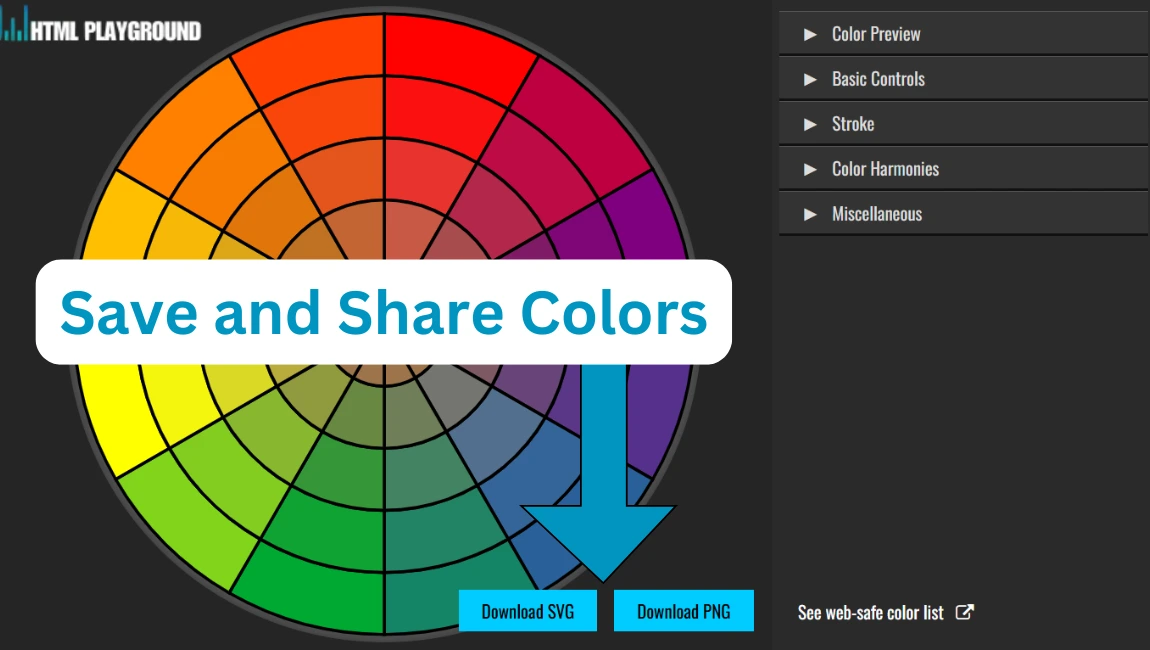 HTML PLAYGROUND
Save and Share Colors
Download SVG
Download PNG
Color Preview
Basic Controls
Stroke
Color Harmonies
Miscellaneous
See web-safe color list